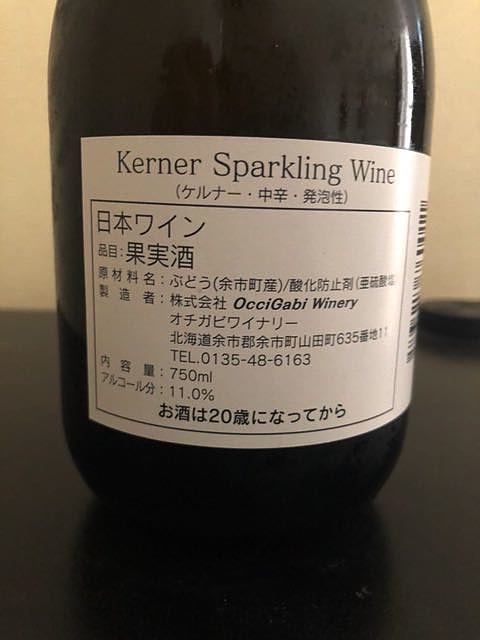 Kerner Sparkling Wine
(ケルナー・中辛・発泡性)
日本ワイン
品目:果実酒
原材料名:ぶどう(余市町産)/酸化防止剤(亜硫酸塩
製造者:株式会社 OcciGabi Winery
オチガビワイナリー
北海道余市郡余市町山田町635番地11
TEL.0135-48-6163
内容量:750ml
アルコール分:11.0%
お酒は20歳になってから